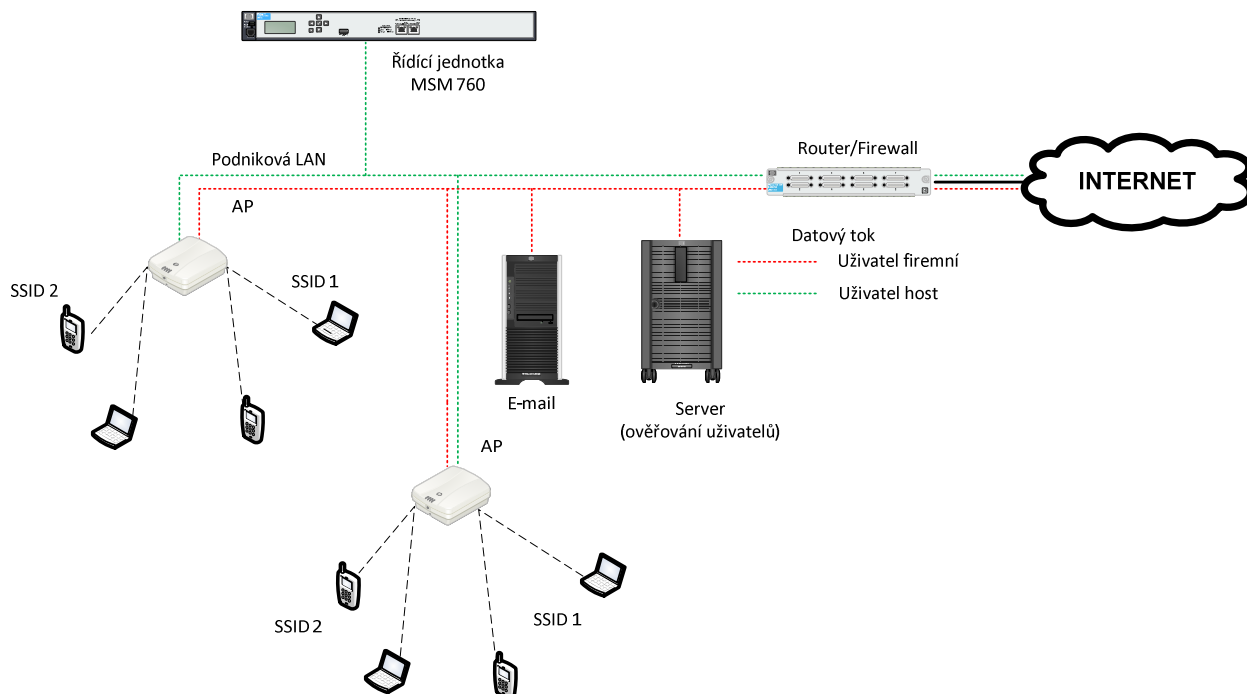 Řídící jednotka
MSM 760
Podniková LAN
Router/Firewall
INTERNET
AP
Datový tok
Uživatel firemní
Uživatel host
SSID 2
SSID 1
E-mail
Server
(ověřování uživatelů)
AP
SSID 2
SSID 1